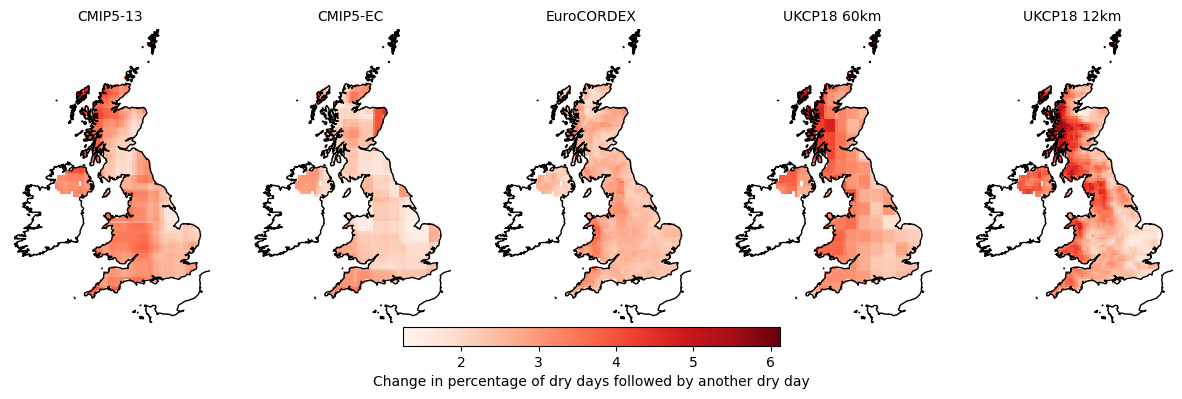 CMIP5-13 CMIP5-EC EuroCORDEX UKCP18 60km UKCP18 12km
2 3 4 5 6
Change in percentage of dry days followed by another dry day